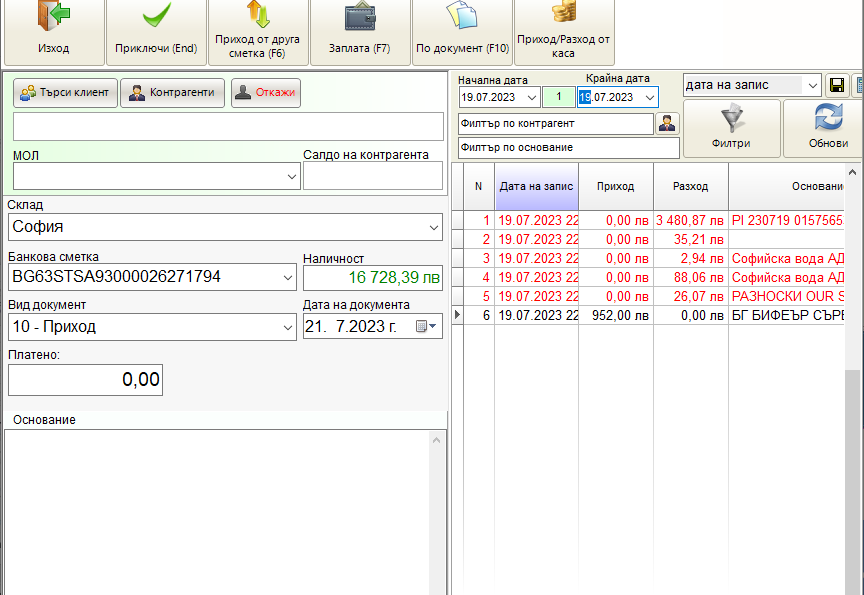 Изход
Приключи (End)
Приход от друга
сметка (F6)
Заплата (F7)
По документ (F10)
Приход/Разход от
каса
Търси клиент
Контрагенти
Откажи
МОЛ
Салдо на контрагента
Склад
София
Банкова сметка
Наличност
BG63STSA93000026271794
16 728,39 лв
Вид документ
Дата на документа
10 - Приход
21. 7.2023 г.
Платено:
0,00
Основание
Начална дата
Крайна дата
19.07.2023
1
19.07.2023
дата на запис
Филтър по контрагент
Филтър по основание
Филтри
Обнови
N Дата на запис Приход Разход Основани
1 19.07.2023 22 0,00 лв 3 480,87 лв PI 230719 0157565
2 19.07.2023 22 0,00 лв 35,21 лв
3 19.07.2023 22 0,00 лв 2,94 лв Софийска вода АД
4 19.07.2023 22 0,00 лв 88,06 лв Софийска вода АД
5 19.07.2023 22 0,00 лв 26,07 лв РАЗНОСКИ OUR S
6 19.07.2023 22 952,00 лв 0,00 лв БГ БИФЕЪР СЪРВ